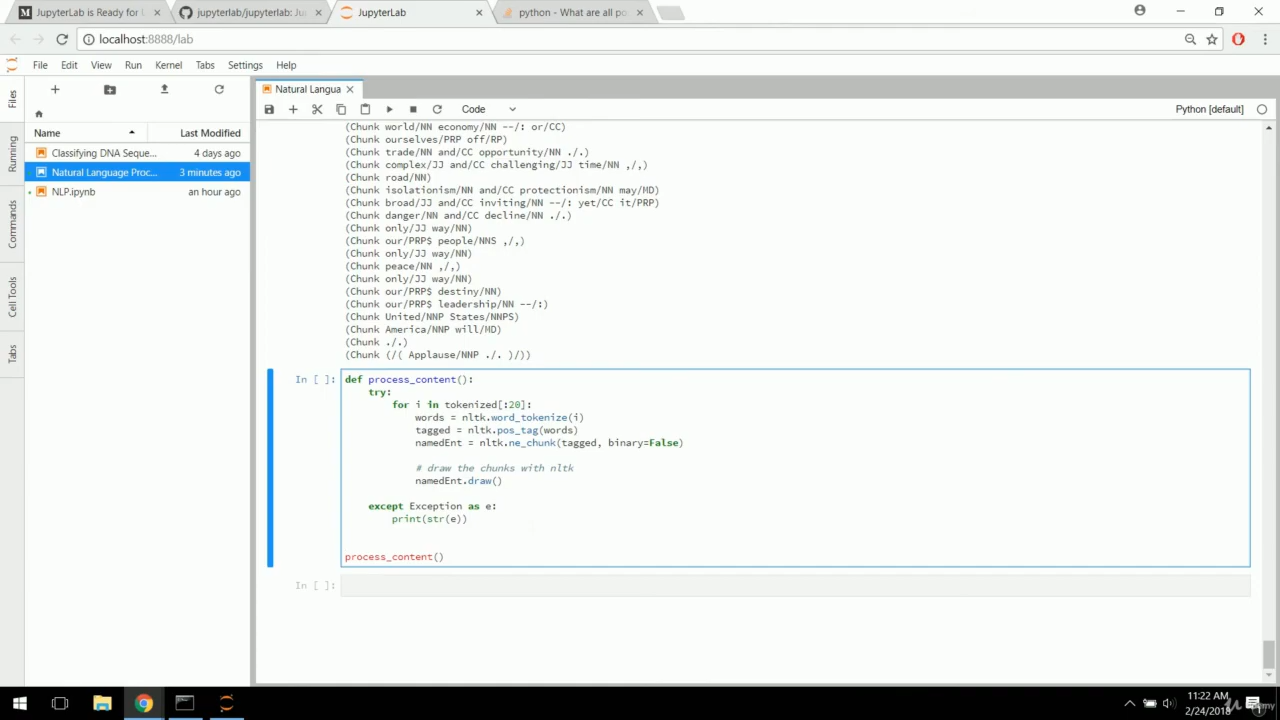 JupyterLab is Ready for
jupyterlab/jupyterlab: Ju
JupyterLab
python - What are all po
localhost:8888/lab
File Edit View Run Kernel Tabs Settings Help
Files
Running
Commands
Cell Tools
Tabs
Name Last Modified
Classifying DNA Seque... 4 days ago
Natural Language Proc... 3 minutes ago
NLP.ipynb an hour ago
Natural Langua
Code
Python [default]
(Chunk world/NN economy/NN --/: or/CC)
(Chunk ourselves/PRP off/RP)
(Chunk trade/NN and/CC opportunity/NN ./.)
(Chunk complex/JJ and/CC challenging/JJ time/NN ,/,)
(Chunk road/NN)
(Chunk isolationism/NN and/CC protectionism/NN may/MD)
(Chunk broad/JJ and/CC inviting/NN --/: yet/CC it/PRP)
(Chunk danger/NN and/CC decline/NN ./.)
(Chunk only/JJ way/NN)
(Chunk our/PRP$ people/NNS ,/,)
(Chunk only/JJ way/NN)
(Chunk peace/NN ,/,)
(Chunk only/JJ way/NN)
(Chunk our/PRP$ destiny/NN)
(Chunk our/PRP$ leadership/NN --/:)
(Chunk United/NNP States/NNPS)
(Chunk America/NNP will/MD)
(Chunk ./.)
(Chunk (/( Applause/NNP ./. )/))
In [ ]:
def process_content():
try:
for i in tokenized[:20]:
words = nltk.word_tokenize(i)
tagged = nltk.pos_tag(words)
namedEnt = nltk.ne_chunk(tagged, binary=False)
# draw the chunks with nltk
namedEnt.draw()
except Exception as e:
print(str(e))
process_content()
In [ ]:
11:22 AM
2/24/2018